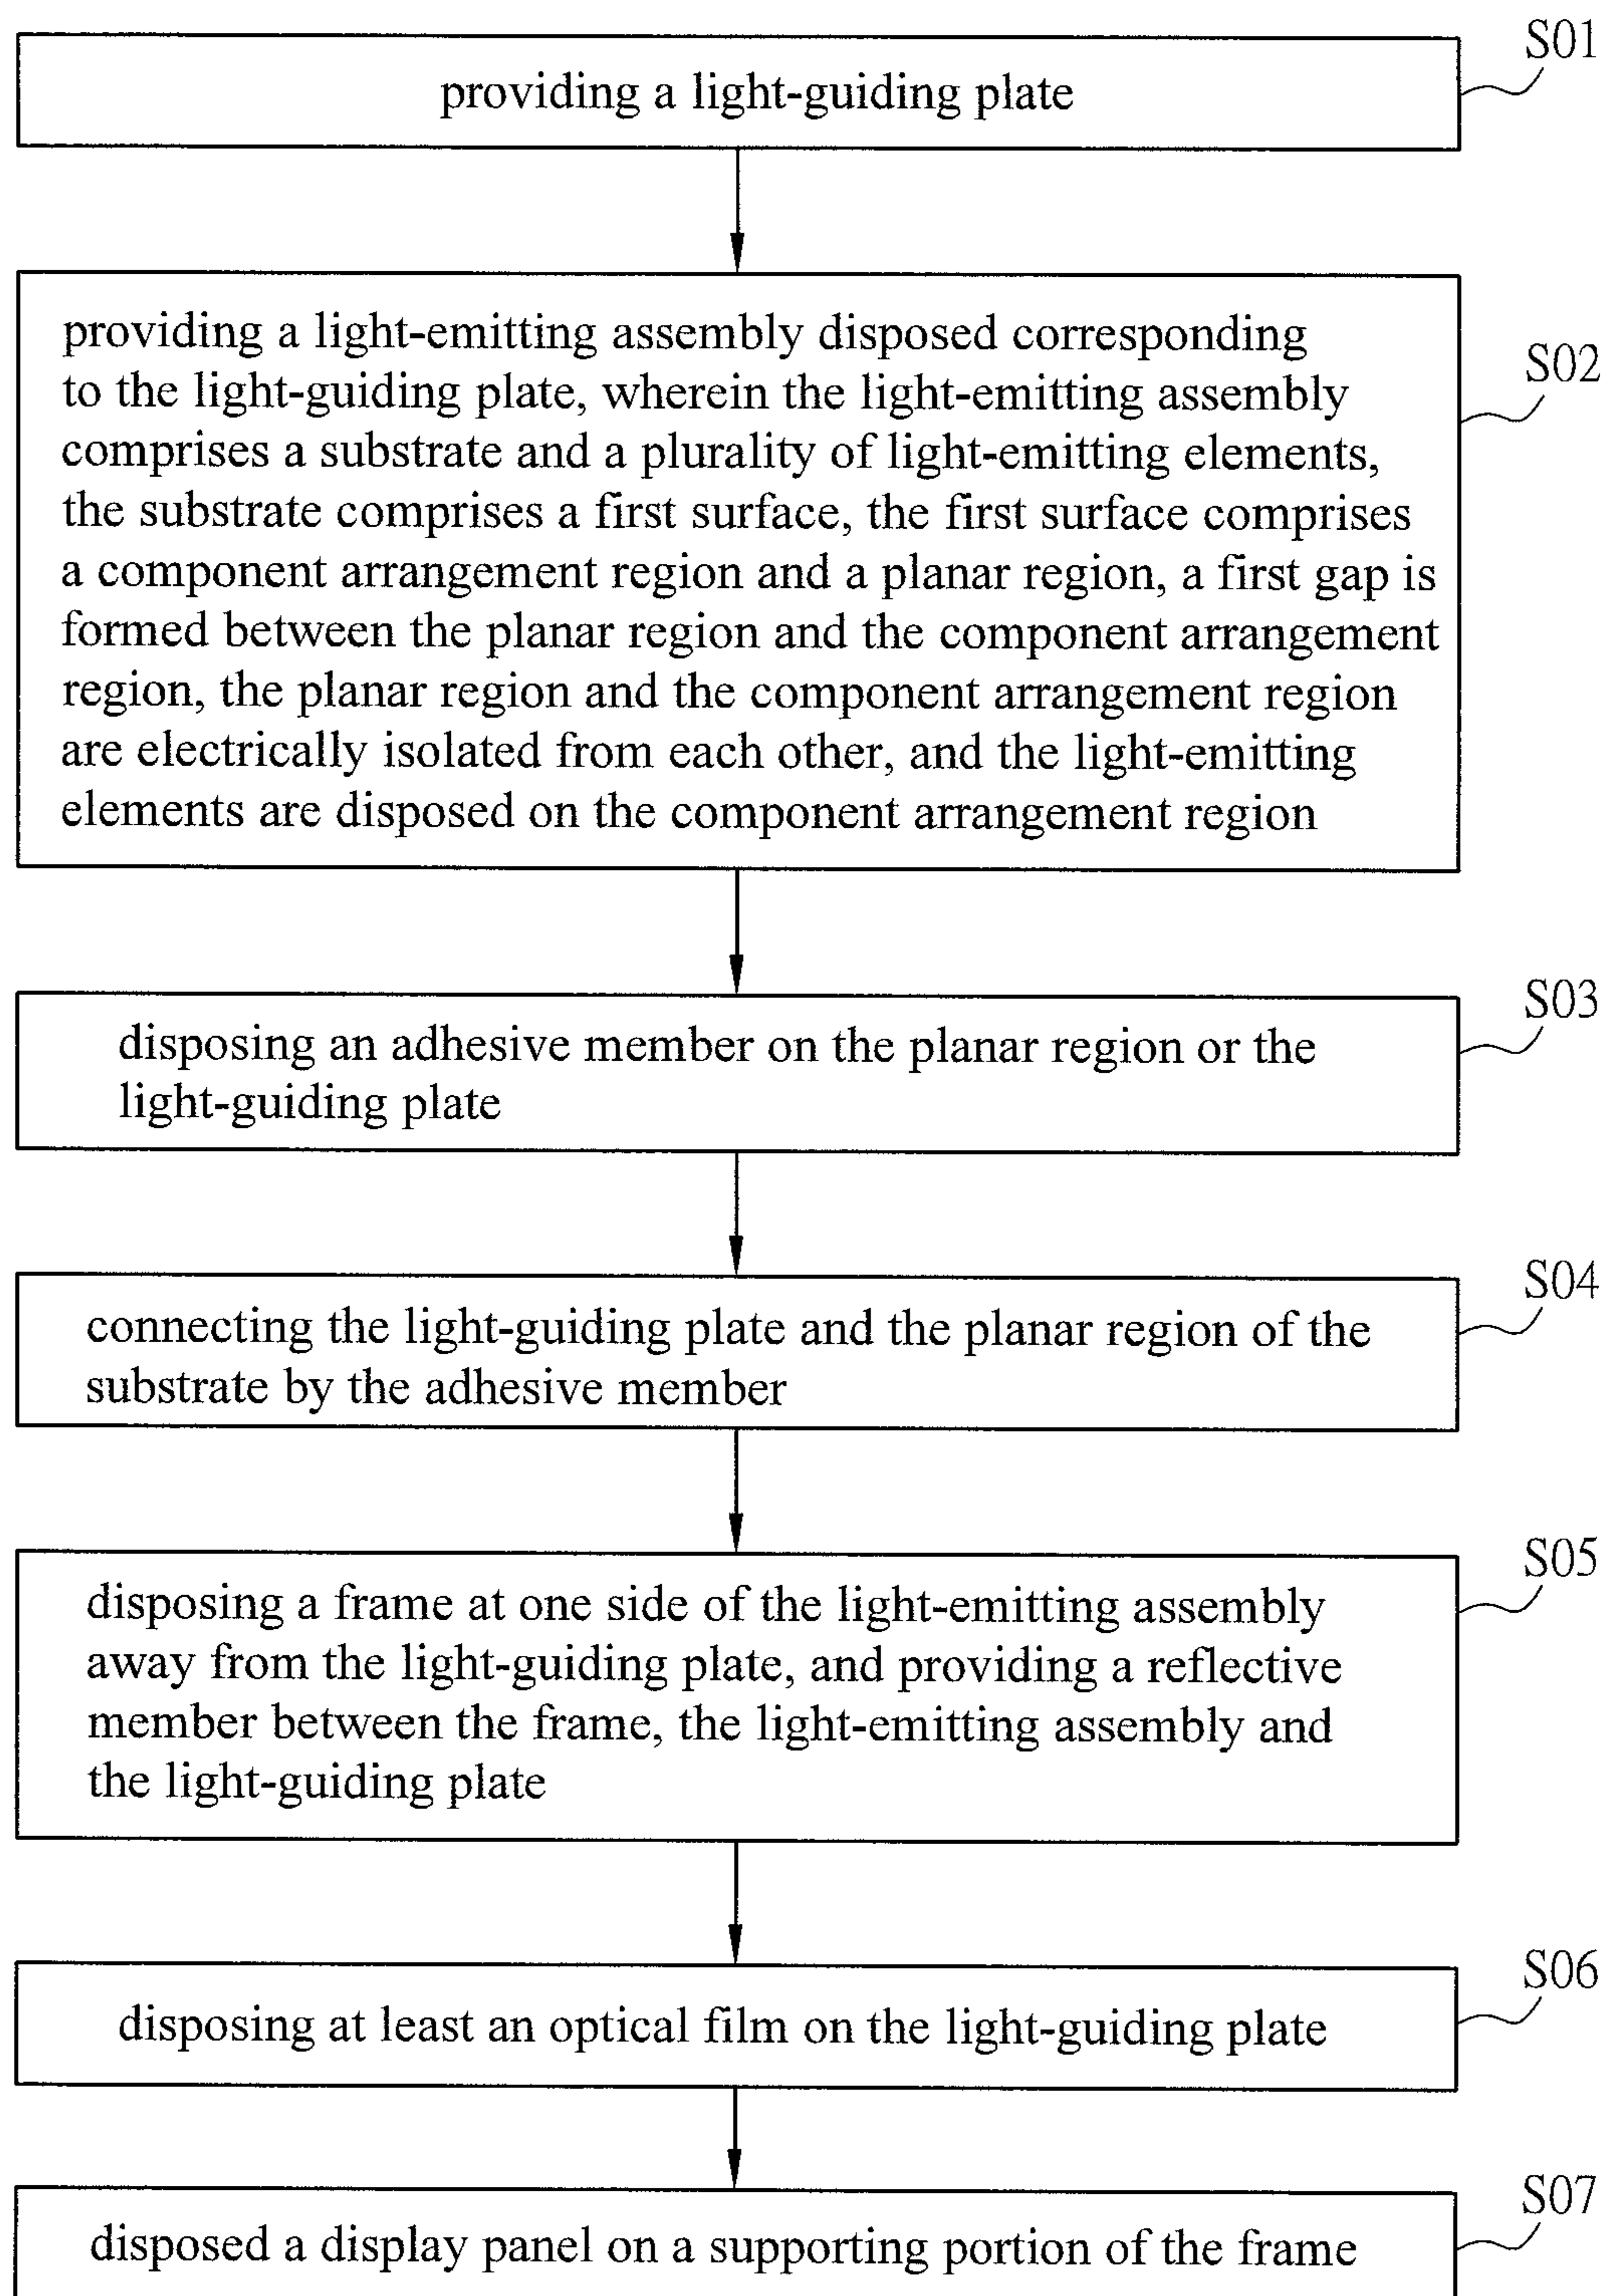 S01
providing a light-guiding plate
providing a light-emitting assembly disposed corresponding
S02
to the light-guiding plate, wherein the light-emitting assembly
comprises a substrate and a plurality of light-emitting elements,
the substrate comprises a first surface, the first surface comprises
a component arrangement region and a planar region, a first gap is
formed between the planar region and the component arrangement
region, the planar region and the component arrangement region
are electrically isolated from each other, and the light-emitting
elements are disposed on the component arrangement region
S03
disposing an adhesive member on the planar region or the
light-guiding plate
S04
connecting the light-guiding plate and the planar region of the
substrate by the adhesive member
S05
disposing a frame at one side of the light-emitting assembly
away from the light-guiding plate, and providing a reflective
member between the frame, the light-emitting assembly and
the light-guiding plate
S06
disposing at least an optical film on the light-guiding plate
S07
disposed a display panel on a supporting portion of the frame